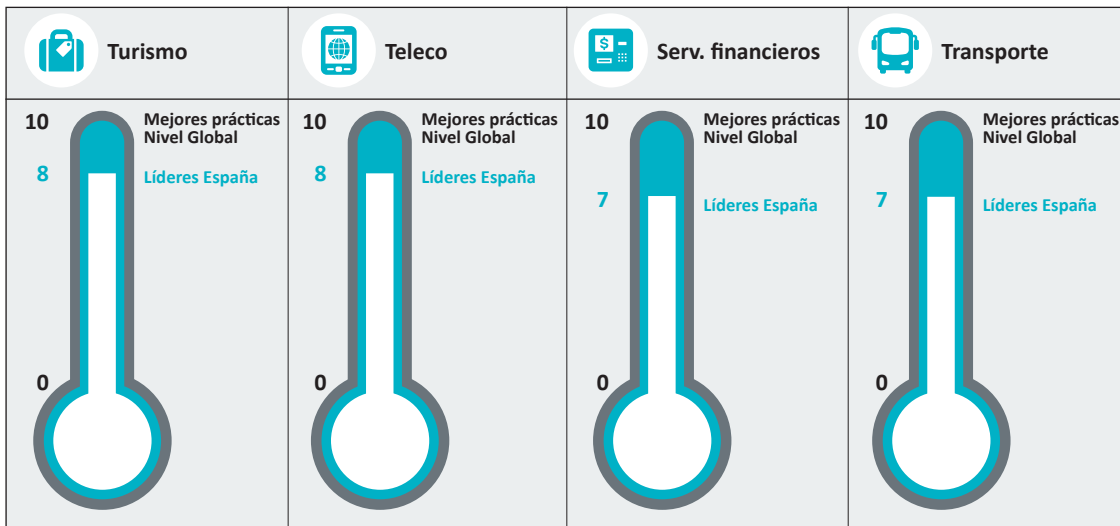 Turismo
Teleco
$
Serv. financieros
Transporte
10
Mejores prácticas
Nivel Global
8
Líderes España
0
10
Mejores prácticas
Nivel Global
8
Líderes España
0
10
Mejores prácticas
Nivel Global
7
Líderes España
0
10
Mejores prácticas
Nivel Global
7
Líderes España
0